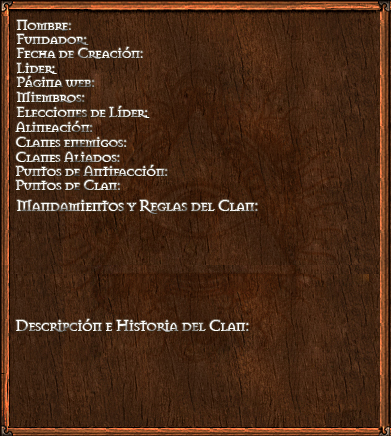 Nombre:
Fundador:
Fecha de Creación:
Lider:
Página web:
Miembros:
Elecciones de Líder:
Alineación:
Clanes enemigos:
Clanes Aliados:
Puntos de Antifacción:
Puntos de Clan:
Mandamientos y Reglas del Clan:
Descripción e Historia del Clan: